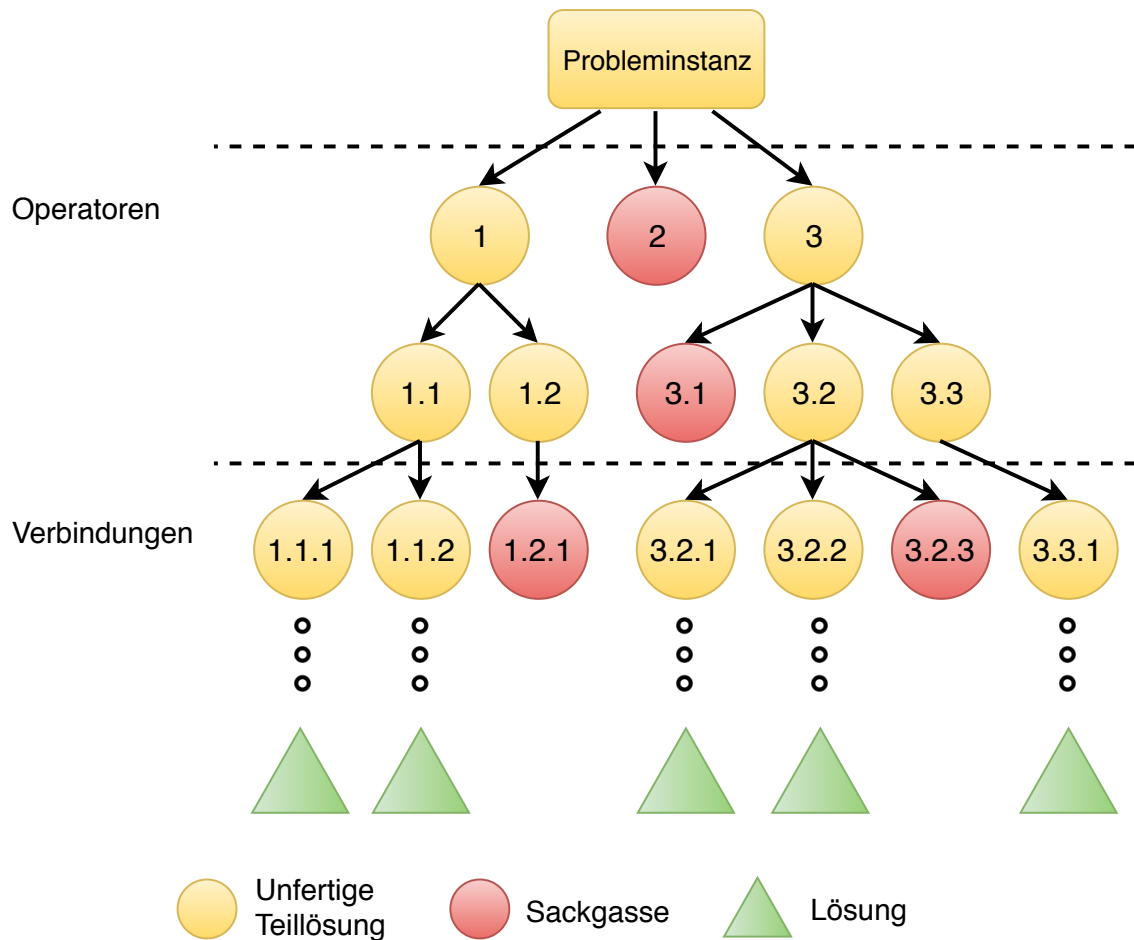 Probleminstanz
Operatoren
1
2
3
1.1
1.2
3.1
3.2
3.3
Verbindungen
1.1.1
1.1.2
1.2.1
3.2.1
3.2.2
3.2.3
3.3.1
Unfertige
Teillösung
Sackgasse
Lösung